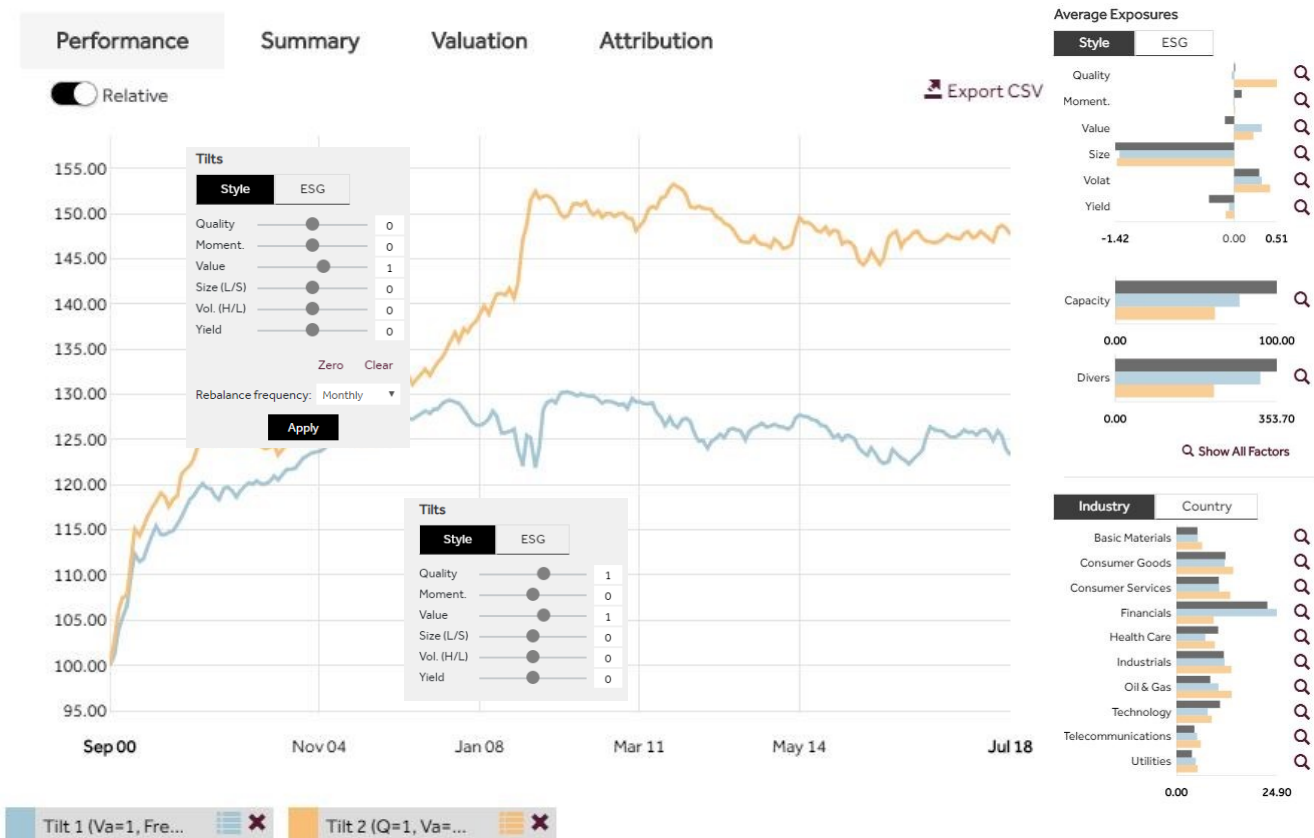 Performance Summary Valuation Attribution
Relative
Export CSV
155.00
150.00
145.00
140.00
135.00
130.00
125.00
120.00
115.00
110.00
105.00
100.00
95.00
Sep 00 Nov 04 Jan 08 Mar 11 May 14 Jul 18
Tilts
Style ESG
Quality 0
Moment. 0
Value 1
Size (L/S) 0
Vol. (H/L) 0
Yield 0
Zero Clear
Rebalance frequency: Monthly
Apply
Tilts
Style ESG
Quality 1
Moment. 0
Value 1
Size (L/S) 0
Vol. (H/L) 0
Yield 0
Tilt 1 (Va=1, Fre...
Tilt 2 (Q=1, Va=...
Average Exposures
Style ESG
Quality
Moment.
Value
Size
Volat
Yield
-1.42 0.00 0.51
Capacity
0.00 100.00
Divers
0.00 353.70
Show All Factors
Industry Country
Basic Materials
Consumer Goods
Consumer Services
Financials
Health Care
Industrials
Oil & Gas
Technology
Telecommunications
Utilities
0.00 24.90